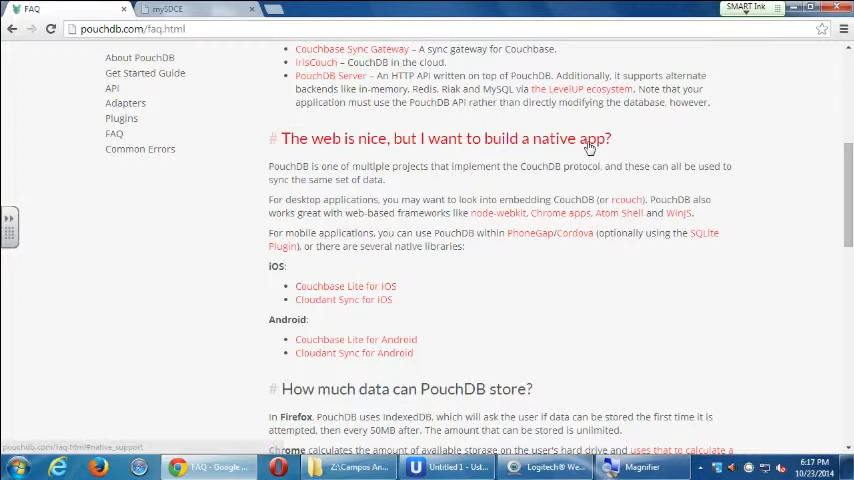 FAQ
mySDCE
SMART Ink
pouchdb.com/faq.html
About PouchDB
Get Started Guide
API
Adapters
Plugins
FAQ
Common Errors
Couchbase Sync Gateway – A sync gateway for Couchbase.
IrisCouch – CouchDB in the cloud.
PouchDB Server – An HTTP API written on top of PouchDB. Additionally, it supports alternate
backends like in-memory, Redis, Riak and MySQL via the LevelUP ecosystem. Note that your
application must use the PouchDB API rather than directly modifying the database, however.
# The web is nice, but I want to build a native app?
PouchDB is one of multiple projects that implement the CouchDB protocol, and these can all be used to
sync the same set of data.
For desktop applications, you may want to look into embedding CouchDB (or rcouch). PouchDB also
works great with web-based frameworks like node-webkit, Chrome apps, Atom Shell and WinJS.
For mobile applications, you can use PouchDB within PhoneGap/Cordova (optionally using the SQLite
Plugin), or there are several native libraries:
iOS:
Couchbase Lite for iOS
Cloudant Sync for iOS
Android:
Couchbase Lite for Android
Cloudant Sync for Android
# How much data can PouchDB store?
In Firefox, PouchDB uses IndexedDB, which will ask the user if data can be stored the first time it is
attempted, then every 50MB after. The amount that can be stored is unlimited.
Chrome calculates the amount of available storage on the user's hard drive and uses that to calculate a
pouchdb.com/faq.html#native_support
FAQ - Google ...
Z:\Campos An...
Untitled 1 - Ust...
Logitech® We...
Magnifier
6:17 PM
10/23/2014